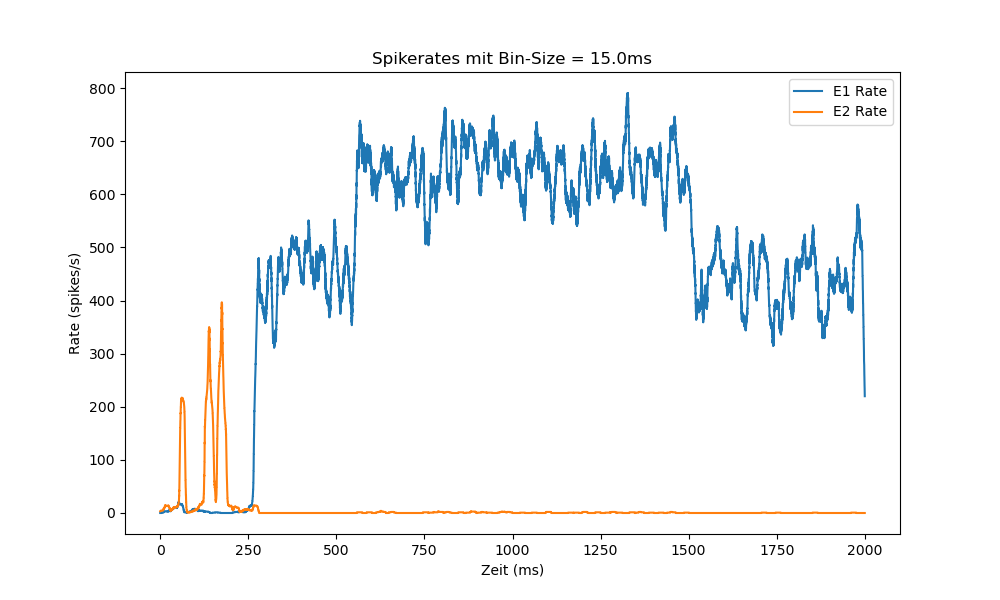 Spikerates mit Bin-Size = 15.0ms
E1 Rate
E2 Rate
Rate (spikes/s)
800
700
600
500
400
300
200
100
0
0 250 500 750 1000 1250 1500 1750 2000
Zeit (ms)